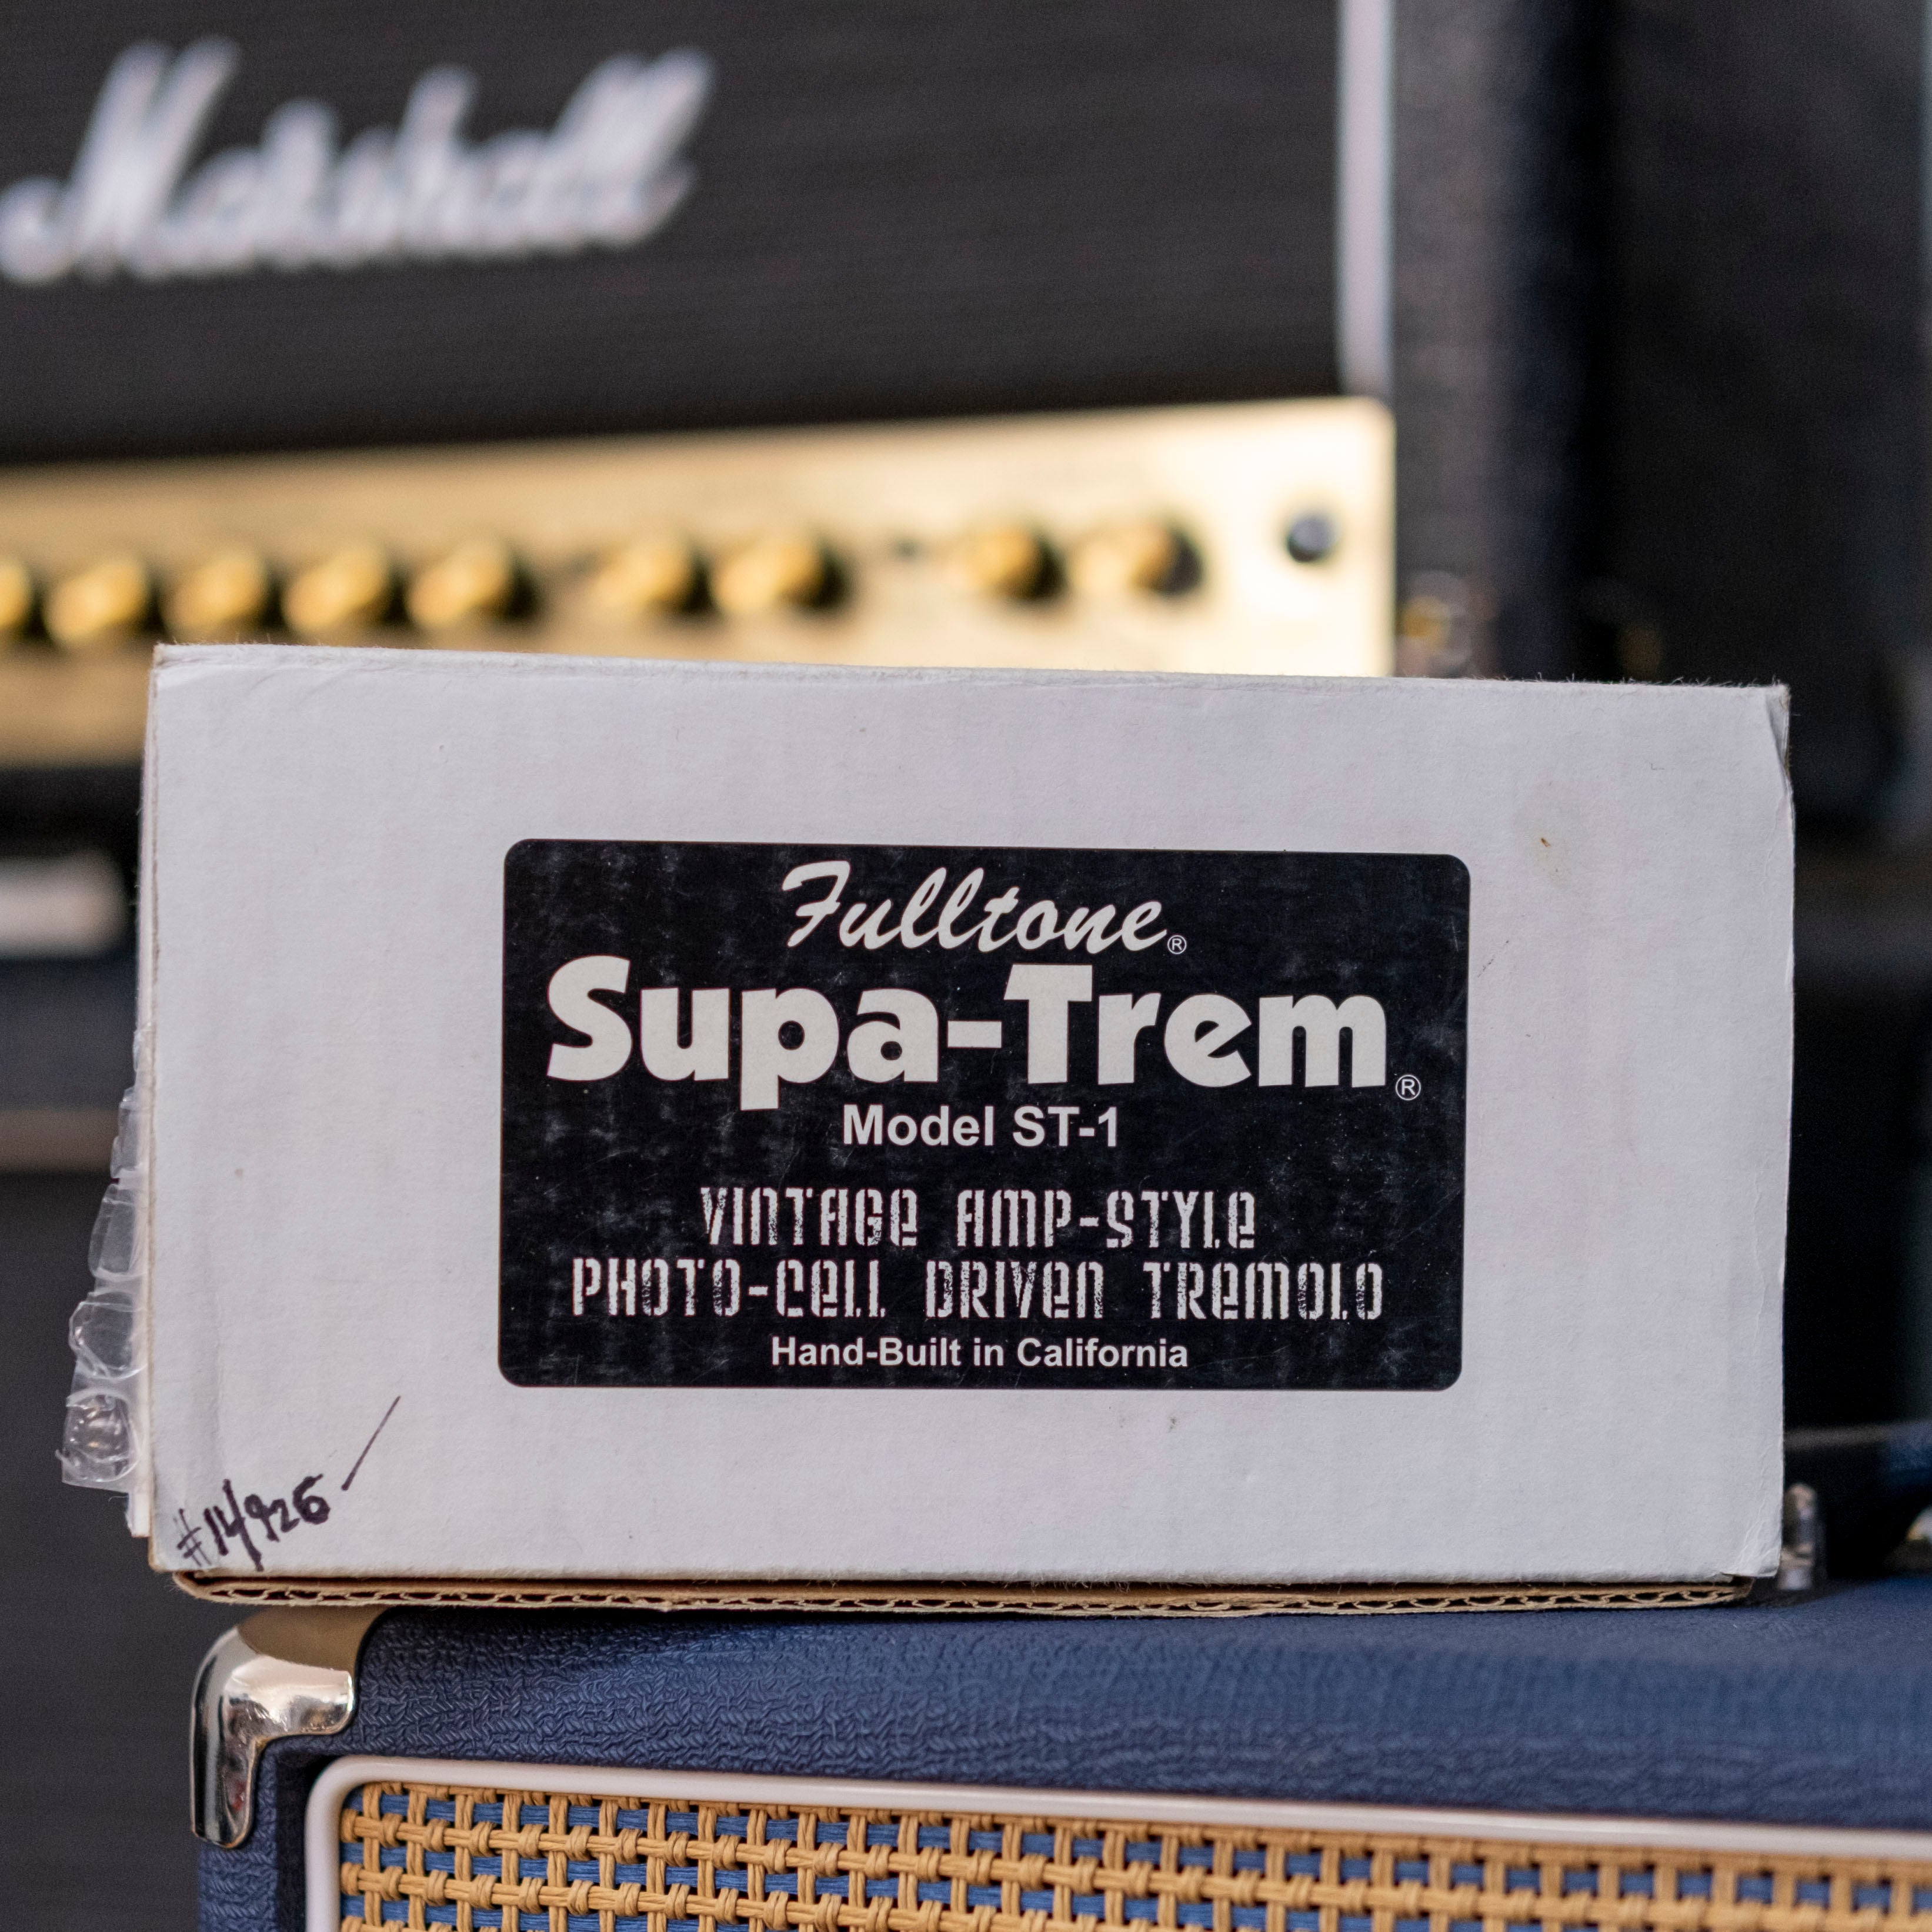 Marshall
Fulltone®
Supa-Trem®
Model ST-1
VINTAGE AMP-STYLE
PHOTO-CELL DRIVEN TREMOLO
Hand-Built in California
#14926